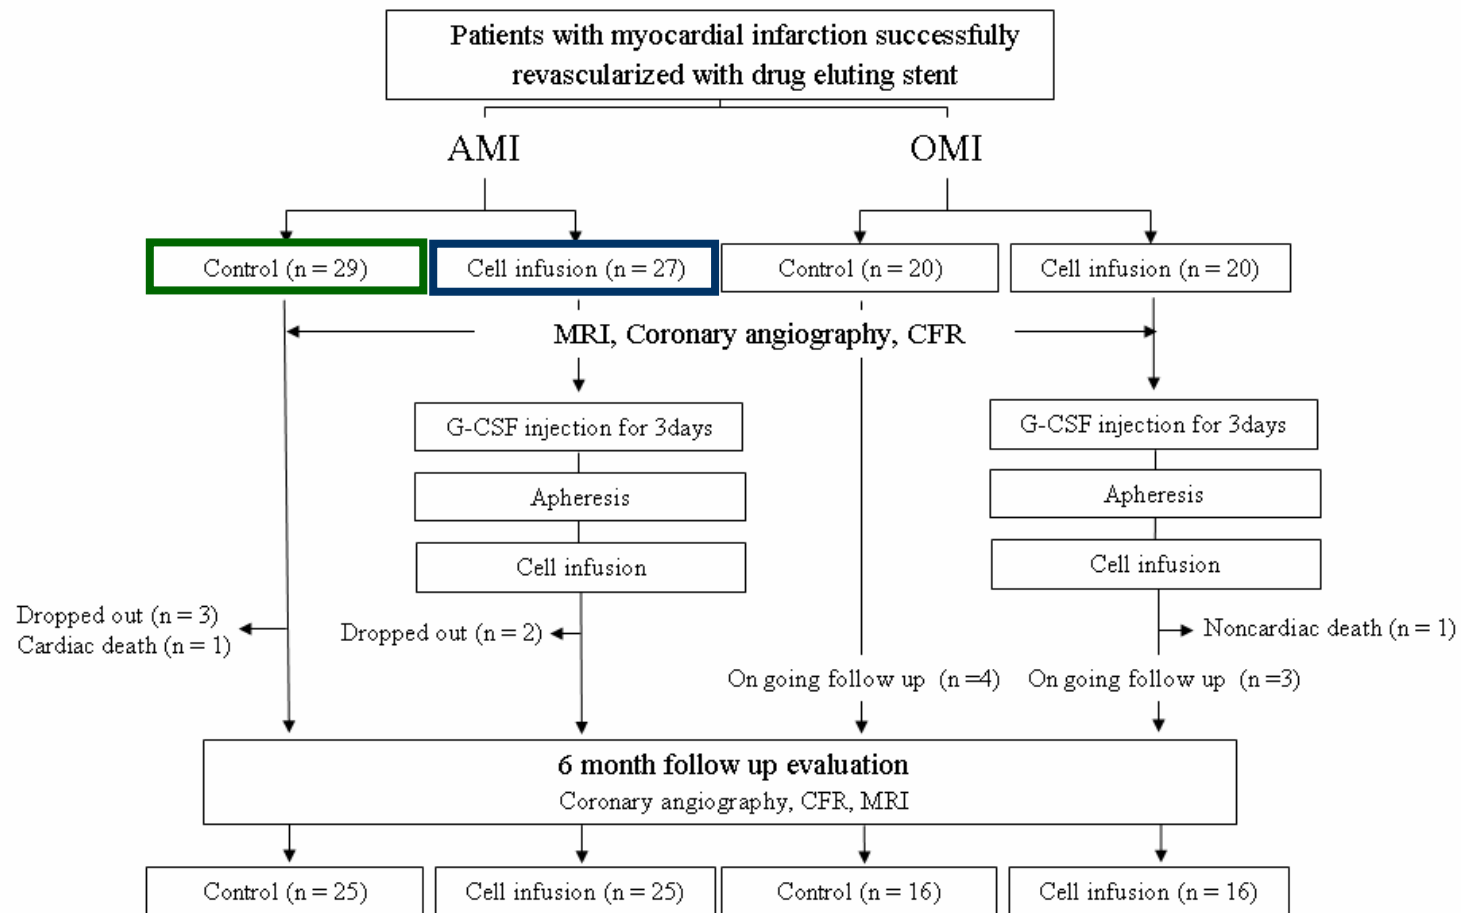 Patients with myocardial infarction successfully
revascularized with drug eluting stent
AMI
OMI
Control (n = 29)
Cell infusion (n = 27)
Control (n = 20)
Cell infusion (n = 20)
MRI, Coronary angiography, CFR
G-CSF injection for 3days
G-CSF injection for 3days
Apheresis
Apheresis
Cell infusion
Cell infusion
Dropped out (n = 3)
Cardiac death (n = 1)
Dropped out (n = 2)
Noncardiac death (n = 1)
On going follow up (n =4)
On going follow up (n =3)
6 month follow up evaluation
Coronary angiography, CFR, MRI
Control (n = 25)
Cell infusion (n = 25)
Control (n = 16)
Cell infusion (n = 16)